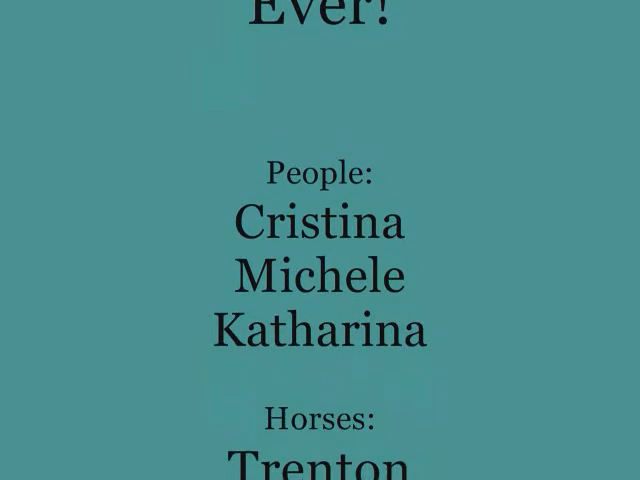 Ever!
People:
Cristina
Michele
Katharina
Horses:
Trenton